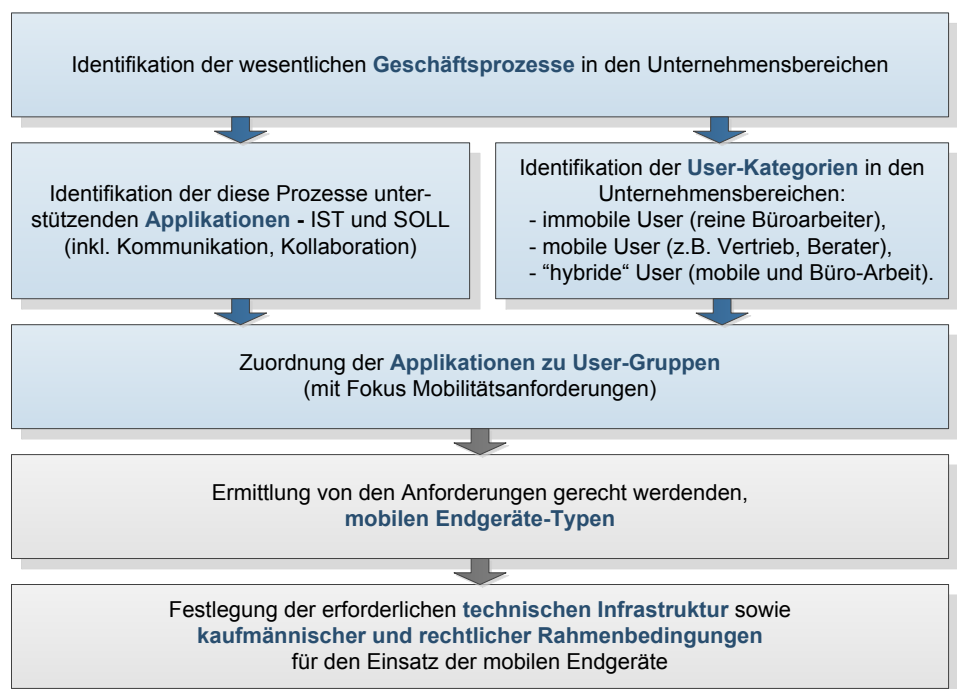 Identifikation der wesentlichen Geschäftsprozesse in den Unternehmensbereichen
Identifikation der diese Prozesse unter-
stützenden Applikationen - IST und SOLL
(inkl. Kommunikation, Kollaboration)
Identifikation der User-Kategorien in den
Unternehmensbereichen:
- immobile User (reine Büroarbeiter),
- mobile User (z.B. Vertrieb, Berater),
- “hybride“ User (mobile und Büro-Arbeit).
Zuordnung der Applikationen zu User-Gruppen
(mit Fokus Mobilitätsanforderungen)
Ermittlung von den Anforderungen gerecht werdenden,
mobilen Endgeräte-Typen
Festlegung der erforderlichen technischen Infrastruktur sowie
kaufmännischer und rechtlicher Rahmenbedingungen
für den Einsatz der mobilen Endgeräte